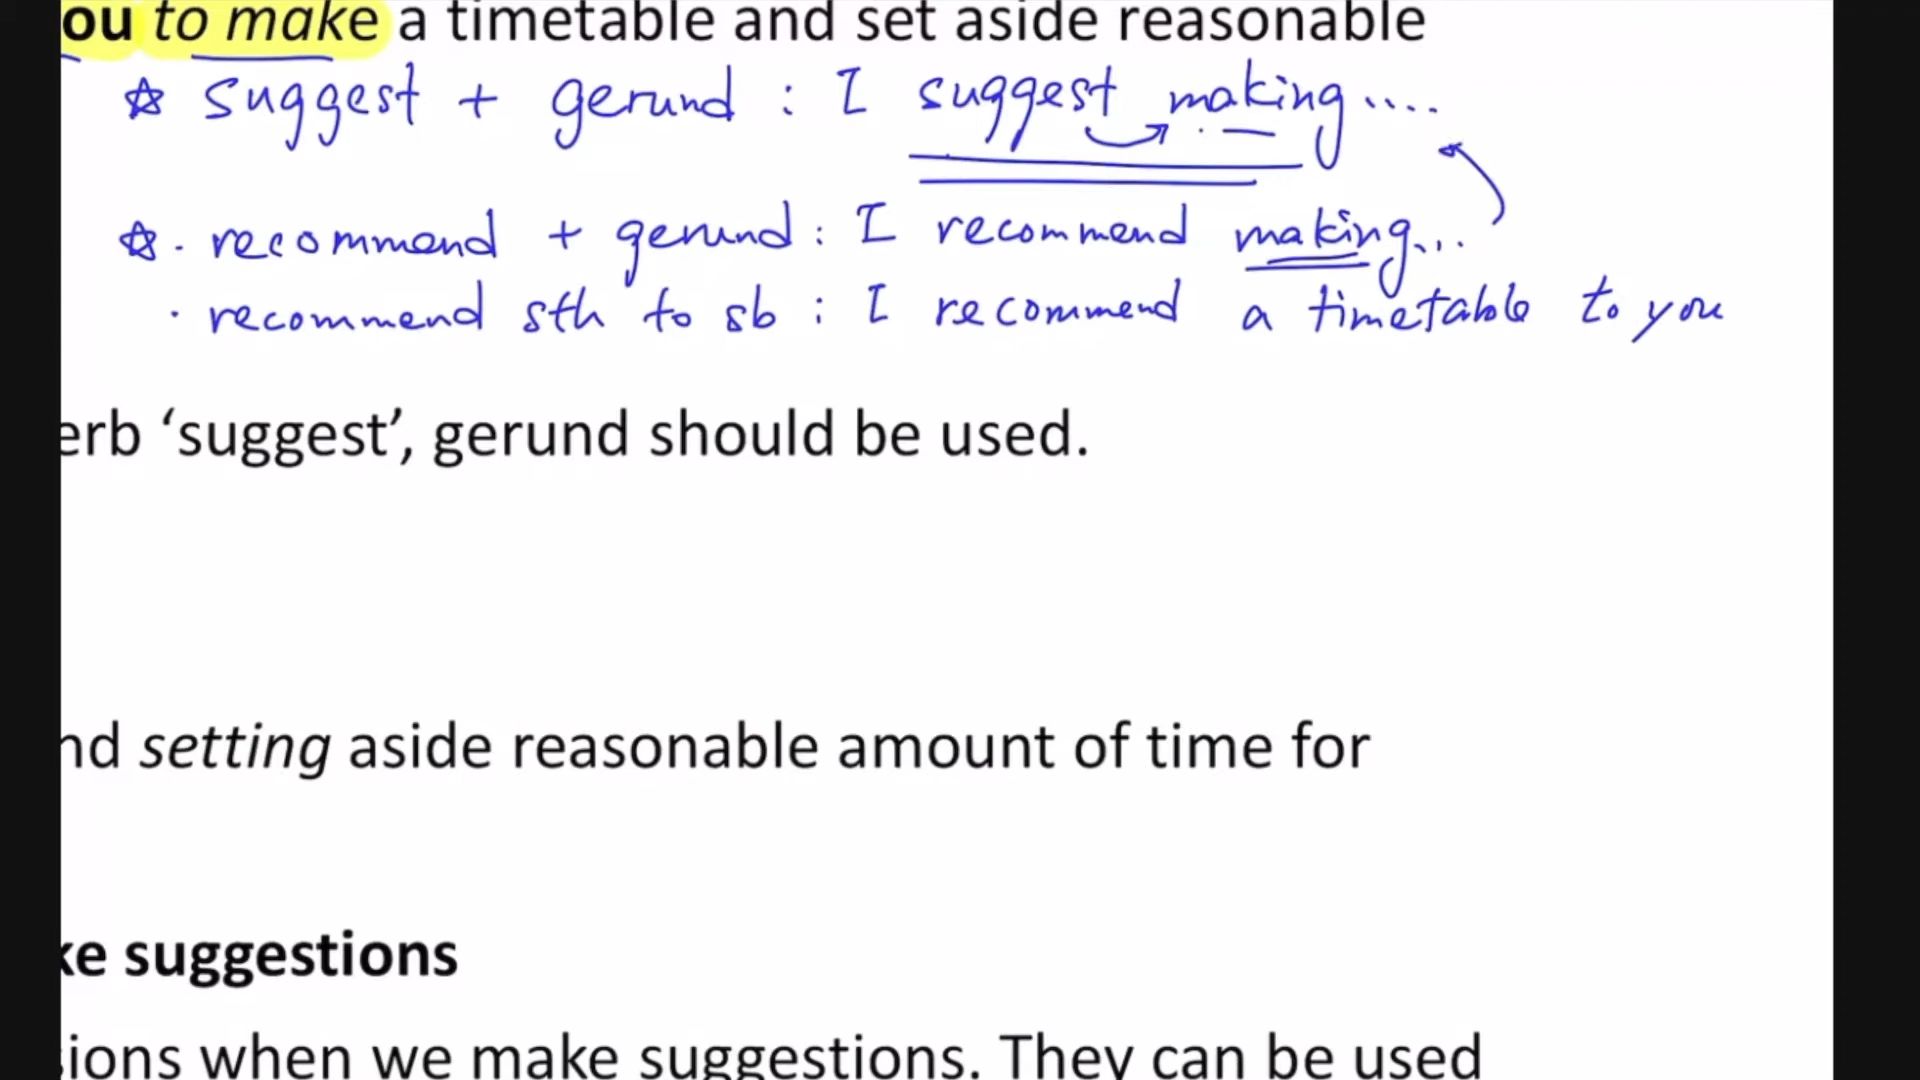 ou to make a timetable and set aside reasonable
☆ suggest + gerund : I suggest making....
☆ · recommend + gerund : I recommend making...
· recommend sth to sb : I recommend a timetable to you
erb ‘suggest’, gerund should be used.
nd setting aside reasonable amount of time for
ke suggestions
sions when we make suggestions. They can be used